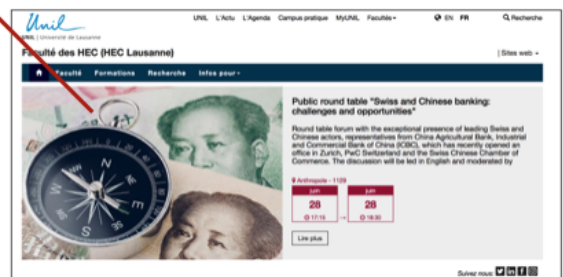 Unil
UNIL | Université de Lausanne
UNIL L'Actu L'Agenda Campus pratique MyUNIL Facultés EN FR Recherche
Faculté des HEC (HEC Lausanne)
| Sites web
Faculté Formations Recherche Infos pour
Public round table "Swiss and Chinese banking:
challenges and opportunities"
Round table forum with the exceptional presence of leading Swiss and
Chinese actors, representatives from China Agricultural Bank, Industrial
and Commercial Bank of China (ICBC), which has recently opened an
office in Zurich, PwC Switzerland and the Swiss Chinese Chamber of
Commerce. The discussion will be led in English and moderated by
Anthropole - 1129
juin juin
28 28
17:15 → 18:30
Lire plus
Suivez nous:
N
NE
E
W
NW
S